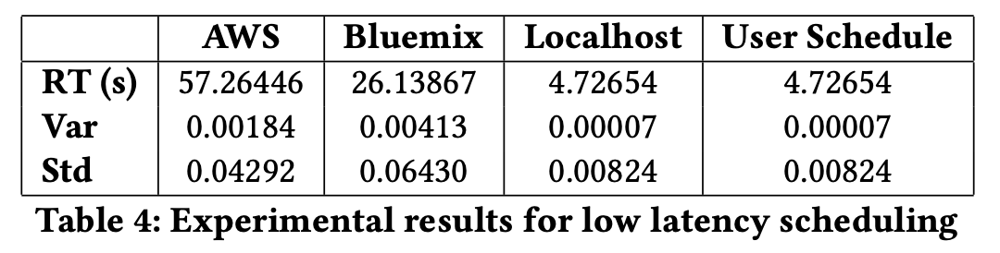 AWS Bluemix Localhost User Schedule
RT (s) 57.26446 26.13867 4.72654 4.72654
Var 0.00184 0.00413 0.00007 0.00007
Std 0.04292 0.06430 0.00824 0.00824
Table 4: Experimental results for low latency scheduling